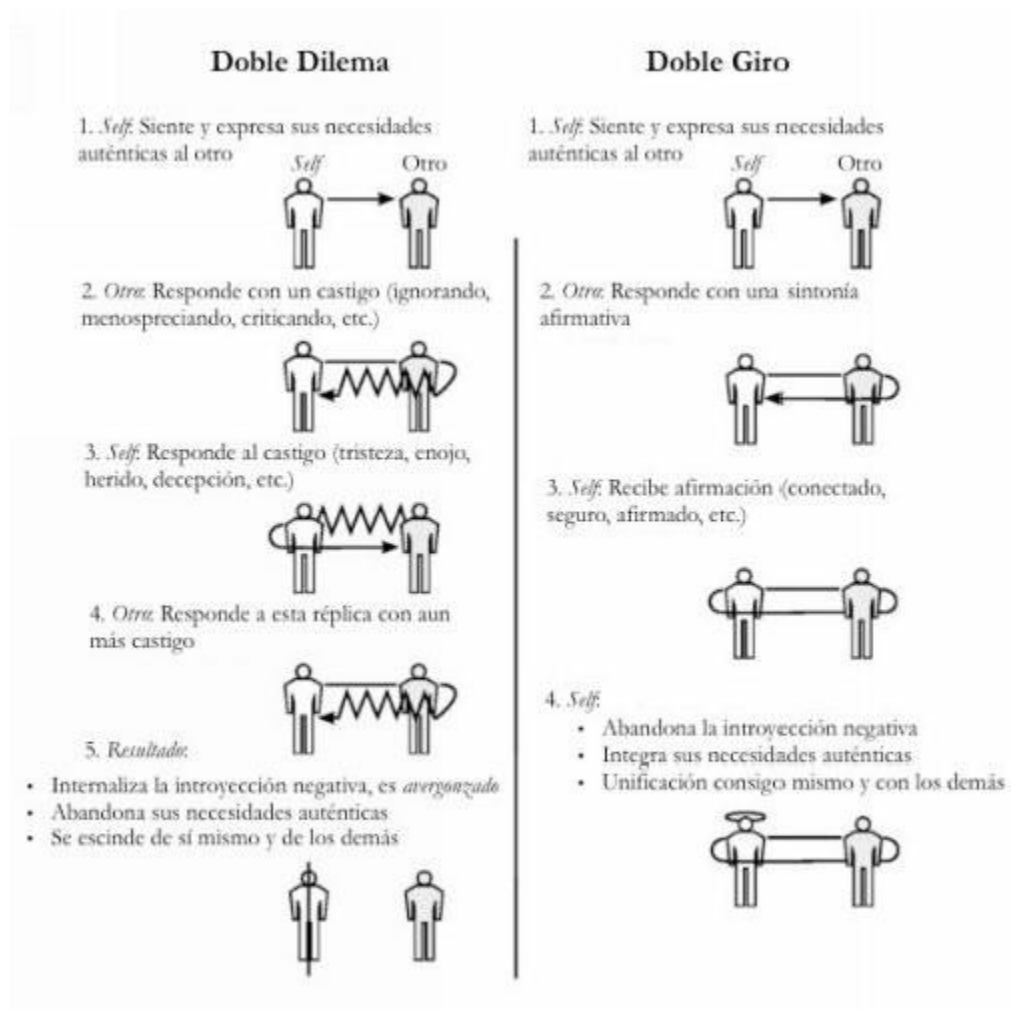 Doble Dilema
1. Self: Siente y expresa sus necesidades
auténticas al otro
Self
Otro
2. Otro: Responde con un castigo (ignorando,
menospreciando, criticando, etc.)
3. Self: Responde al castigo (tristeza, enojo,
herido, decepción, etc.)
4. Otro: Responde a esta réplica con aun
más castigo
5. Resultado:
• Internaliza la introyección negativa, es avergonzado
• Abandona sus necesidades auténticas
• Se escinde de sí mismo y de los demás
Doble Giro
1. Self: Siente y expresa sus necesidades
auténticas al otro
Self
Otro
2. Otro: Responde con una sintonía
afirmativa
3. Self: Recibe afirmación (conectado,
seguro, afirmado, etc.)
4. Self:
• Abandona la introyección negativa
• Integra sus necesidades auténticas
• Unificación consigo mismo y con los demás